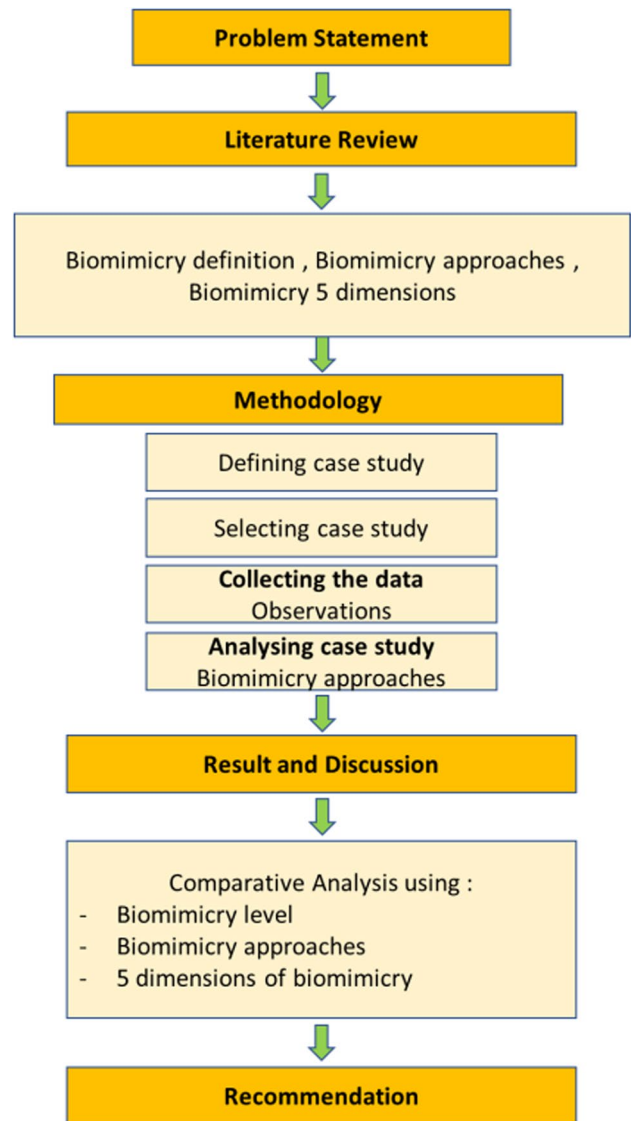 Problem Statement
Literature Review
Biomimicry definition , Biomimicry approaches ,
Biomimicry 5 dimensions
Methodology
Defining case study
Selecting case study
Collecting the data
Observations
Analysing case study
Biomimicry approaches
Result and Discussion
Comparative Analysis using :
- Biomimicry level
- Biomimicry approaches
- 5 dimensions of biomimicry
Recommendation